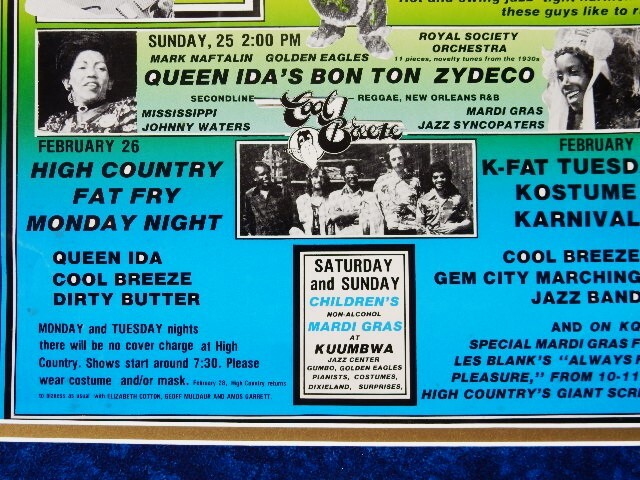 Hot and swing jazz tight harmon
these guys like to r
SUNDAY, 25 2:00 PM
MARK NAFTALIN GOLDEN EAGLES
ROYAL SOCIETY
ORCHESTRA
11 pieces, novelty tunes from the 1930s
QUEEN IDA'S BON TON ZYDECO
SECONDLINE
REGGAE, NEW ORLEANS R&B
Cool Breeze
MISSISSIPPI
JOHNNY WATERS
MARDI GRAS
JAZZ SYNCOPATERS
FEBRUARY 26
HIGH COUNTRY
FAT FRY
MONDAY NIGHT
QUEEN IDA
COOL BREEZE
DIRTY BUTTER
MONDAY and TUESDAY nights
there will be no cover charge at High
Country. Shows start around 7:30. Please
wear costume and/or mask. February 28, High Country returns
to business as usual with ELIZABETH COTTON, GEOFF MULDAUR AND AMOS GARRETT.
SATURDAY
and SUNDAY
CHILDREN'S
NON-ALCOHOL
MARDI GRAS
AT
KUUMBWA
JAZZ CENTER
GUMBO, GOLDEN EAGLES
PIANISTS, COSTUMES,
DIXIELAND, SURPRISES,
FEBRUARY
K-FAT TUESD
KOSTUME
KARNIVAL
COOL BREEZE
GEM CITY MARCHING
JAZZ BAND
AND ON KO
SPECIAL MARDI GRAS F
LES BLANK'S "ALWAYS
PLEASURE," FROM 10-11
HIGH COUNTRY'S GIANT SCRE